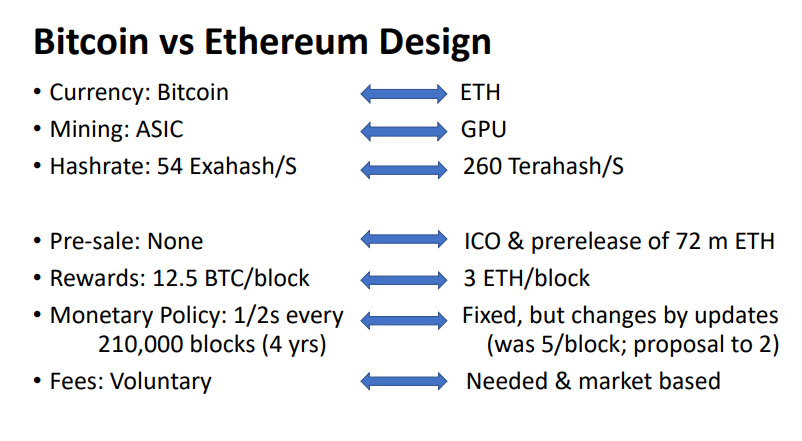 Bitcoin vs Ethereum Design
• Currency: Bitcoin ETH
• Mining: ASIC GPU
• Hashrate: 54 Exahash/S 260 Terahash/S
• Pre-sale: None ICO & prerelease of 72 m ETH
• Rewards: 12.5 BTC/block 3 ETH/block
• Monetary Policy: 1/2s every Fixed, but changes by updates
210,000 blocks (4 yrs) (was 5/block; proposal to 2)
• Fees: Voluntary Needed & market based